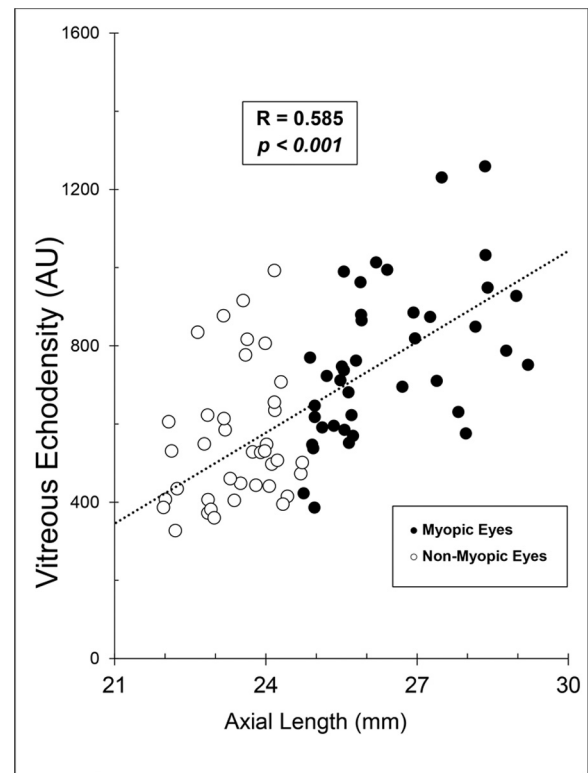 1600
R = 0.585
p < 0.001
1200
Vitreous Echodensity (AU)
800
400
Myopic Eyes
Non-Myopic Eyes
0
21 24 27 30
Axial Length (mm)